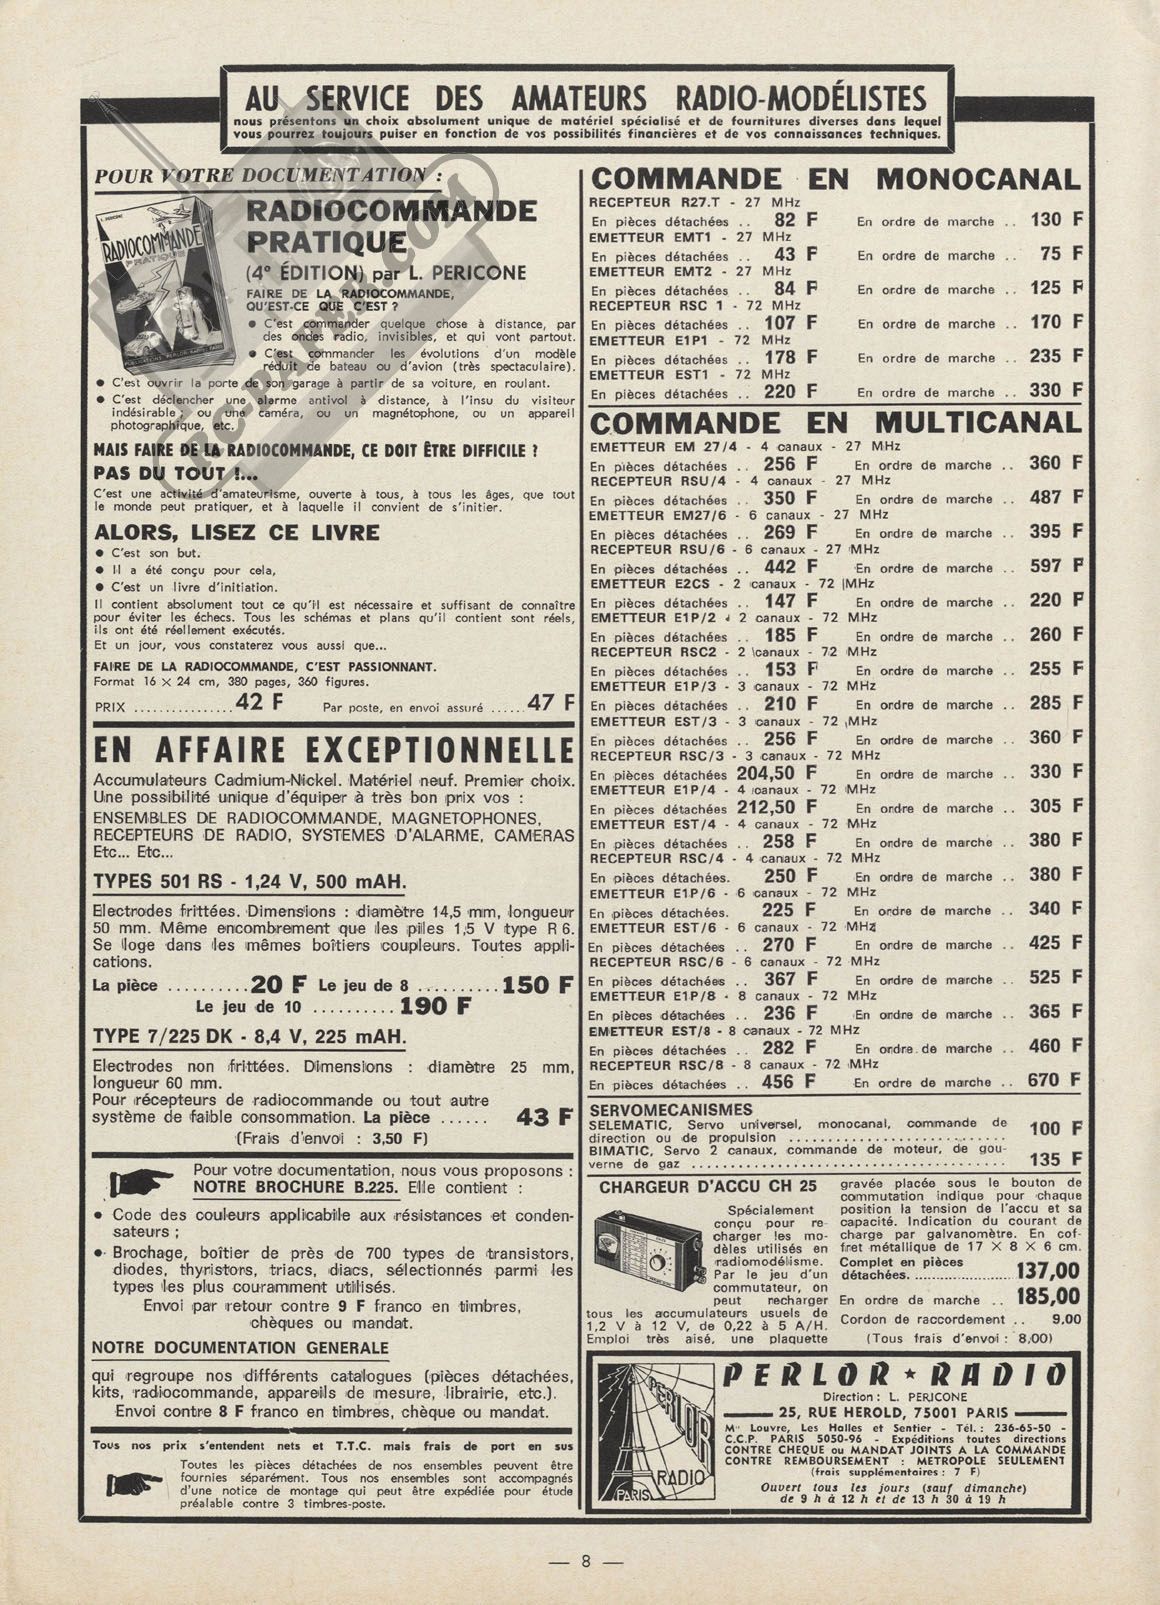 AU SERVICE DES AMATEURS RADIO-MODÉLISTES
nous présentons un choix absolument unique de matériel spécialisé et de fournitures diverses dans lequel
vous pourrez toujours puiser en fonction de vos possibilités financières et de vos connaissances techniques.
POUR VOTRE DOCUMENTATION :
L. PERICONE
RADIOCOMMANDE
PRATIQUE
RADIOCOMMANDE
PRATIQUE
(4e ÉDITION) par L. PERICONE
FAIRE DE LA RADIOCOMMANDE,
QU'EST-CE QUE C'EST ?
● C'est commander quelque chose à distance, par
des ondes radio, invisibles, et qui vont partout.
● C'est commander les évolutions d'un modèle
réduit de bateau ou d'avion (très spectaculaire).
● C'est ouvrir la porte de son garage à partir de sa voiture, en roulant.
● C'est déclencher une alarme antivol à distance, à l'insu du visiteur
indésirable, ou une caméra, ou un magnétophone, ou un appareil
photographique, etc.
RC-PAPER.COM
MAIS FAIRE DE LA RADIOCOMMANDE, CE DOIT ÊTRE DIFFICILE ?
PAS DU TOUT !...
C'est une activité d'amateurisme, ouverte à tous, à tous les âges, que tout
le monde peut pratiquer, et à laquelle il convient de s'initier.
ALORS, LISEZ CE LIVRE
● C'est son but.
● Il a été conçu pour cela,
● C'est un livre d'initiation.
Il contient absolument tout ce qu'il est nécessaire et suffisant de connaître
pour éviter les échecs. Tous les schémas et plans qu'il contient sont réels,
ils ont été réellement exécutés.
Et un jour, vous constaterez vous aussi que...
FAIRE DE LA RADIOCOMMANDE, C'EST PASSIONNANT.
Format 16 × 24 cm, 380 pages, 360 figures.
PRIX ................ 42 F Par poste, en envoi assuré ...... 47 F
EN AFFAIRE EXCEPTIONNELLE
Accumulateurs Cadmium-Nickel. Matériel neuf. Premier choix.
Une possibilité unique d'équiper à très bon prix vos :
ENSEMBLES DE RADIOCOMMANDE, MAGNETOPHONES,
RECEPTEURS DE RADIO, SYSTEMES D'ALARME, CAMERAS
Etc... Etc...
TYPES 501 RS - 1,24 V, 500 mAH.
Electrodes frittées. Dimensions : diamètre 14,5 mm, longueur
50 mm. Même encombrement que les piles 1,5 V type R 6.
Se loge dans les mêmes boîtiers coupleurs. Toutes appli-
cations.
La pièce .......... 20 F Le jeu de 8 .......... 150 F
Le jeu de 10 .......... 190 F
TYPE 7/225 DK - 8,4 V, 225 mAH.
Electrodes non frittées. Dimensions : diamètre 25 mm,
longueur 60 mm.
Pour récepteurs de radiocommande ou tout autre
système de faible consommation. La pièce ...... 43 F
(Frais d'envoi : 3,50 F)
Pour votre documentation, nous vous proposons :
NOTRE BROCHURE B.225. Elle contient :
● Code des couleurs applicable aux résistances et conden-
sateurs ;
● Brochage, boîtier de près de 700 types de transistors,
diodes, thyristors, triacs, diacs, sélectionnés parmi les
types les plus couramment utilisés.
Envoi par retour contre 9 F franco en timbres,
chèques ou mandat.
NOTRE DOCUMENTATION GENERALE
qui regroupe nos différents catalogues (pièces détachées,
kits, radiocommande, appareils de mesure, librairie, etc.).
Envoi contre 8 F franco en timbres, chèque ou mandat.
Tous nos prix s'entendent nets et T.T.C. mais frais de port en sus
Toutes les pièces détachées de nos ensembles peuvent être
fournies séparément. Tous nos ensembles sont accompagnés
d'une notice de montage qui peut être expédiée pour étude
préalable contre 3 timbres-poste.
COMMANDE EN MONOCANAL
RECEPTEUR R27.T - 27 MHz
En pièces détachées .. 82 F En ordre de marche .. 130 F
EMETTEUR EMT1 - 27 MHz
En pièces détachées .. 43 F En ordre de marche .. 75 F
EMETTEUR EMT2 - 27 MHz
En pièces détachées .. 84 F En ordre de marche .. 125 F
RECEPTEUR RSC 1 - 72 MHz
En pièces détachées .. 107 F En ordre de marche .. 170 F
EMETTEUR E1P1 - 72 MHz
En pièces détachées .. 178 F En ordre de marche .. 235 F
EMETTEUR EST1 - 72 MHz
En pièces détachées .. 220 F En ordre de marche .. 330 F
COMMANDE EN MULTICANAL
EMETTEUR EM 27/4 - 4 canaux - 27 MHz
En pièces détachées .. 256 F En ordre de marche .. 360 F
RECEPTEUR RSU/4 - 4 canaux - 27 MHz
En pièces détachées .. 350 F En ordre de marche .. 487 F
EMETTEUR EM27/6 - 6 canaux - 27 MHz
En pièces détachées .. 269 F En ordre de marche .. 395 F
RECEPTEUR RSU/6 - 6 canaux - 27 MHz
En pièces détachées .. 442 F En ordre de marche .. 597 F
EMETTEUR E2CS - 2 canaux - 72 MHz
En pièces détachées .. 147 F En ordre de marche .. 220 F
EMETTEUR E1P/2 - 2 canaux - 72 MHz
En pièces détachées .. 185 F En ordre de marche .. 260 F
RECEPTEUR RSC2 - 2 canaux - 72 MHz
En pièces détachées .. 153 F En ordre de marche .. 255 F
EMETTEUR E1P/3 - 3 canaux - 72 MHz
En pièces détachées .. 210 F En ordre de marche .. 285 F
EMETTEUR EST/3 - 3 canaux - 72 MHz
En pièces détachées .. 256 F En ordre de marche .. 360 F
RECEPTEUR RSC/3 - 3 canaux - 72 MHz
En pièces détachées 204,50 F En ordre de marche .. 330 F
EMETTEUR E1P/4 - 4 canaux - 72 MHz
En pièces détachées 212,50 F En ordre de marche .. 305 F
EMETTEUR EST/4 - 4 canaux - 72 MHz
En pièces détachées .. 258 F En ordre de marche .. 380 F
RECEPTEUR RSC/4 - 4 canaux - 72 MHz
En pièces détachées. 250 F En ordre de marche .. 380 F
EMETTEUR E1P/6 - 6 canaux - 72 MHz
En pièces détachées. 225 F En ordre de marche .. 340 F
EMETTEUR EST/6 - 6 canaux - 72 MHz
En pièces détachées .. 270 F En ordre de marche .. 425 F
RECEPTEUR RSC/6 - 6 canaux - 72 MHz
En pièces détachées .. 367 F En ordre de marche .. 525 F
EMETTEUR E1P/8 - 8 canaux - 72 MHz
En pièces détachées .. 236 F En ordre de marche .. 365 F
EMETTEUR EST/8 - 8 canaux - 72 MHz
En pièces détachées .. 282 F En ordre de marche .. 460 F
RECEPTEUR RSC/8 - 8 canaux - 72 MHz
En pièces détachées .. 456 F En ordre de marche .. 670 F
SERVOMECANISMES
SELEMATIC, Servo universel, monocanal, commande de
direction ou de propulsion .......................... 100 F
BIMATIC, Servo 2 canaux, commande de moteur, de gou-
verne de gaz .......................... 135 F
CHARGEUR D'ACCU CH 25
Spécialement
conçu pour re-
charger les mo-
dèles utilisés en
radiomodélisme.
Par le jeu d'un
commutateur, on
peut recharger
tous les accumulateurs usuels de
1,2 V à 12 V, de 0,22 à 5 A/H.
Emploi très aisé, une plaquette
gravée placée sous le bouton de
commutation indique pour chaque
position la tension de l'accu et sa
capacité. Indication du courant de
charge par galvanomètre. En cof-
fret métallique de 17 × 8 × 6 cm.
Complet en pièces
détachées. .......... 137,00
En ordre de marche .. 185,00
Cordon de raccordement .. 9,00
(Tous frais d'envoi : 8,00)
PERLOR
RADIO
PARIS
PERLOR ★ RADIO
Direction : L. PERICONE
25, RUE HEROLD, 75001 PARIS
M° Louvre, Les Halles et Sentier - Tél. : 236-65-50 -
C.C.P. PARIS 5050-96 - Expéditions toutes directions
CONTRE CHEQUE ou MANDAT JOINTS A LA COMMANDE
CONTRE REMBOURSEMENT : METROPOLE SEULEMENT
(frais supplémentaires : 7 F)
Ouvert tous les jours (sauf dimanche)
de 9 h à 12 h et de 13 h 30 à 19 h
— 8 —